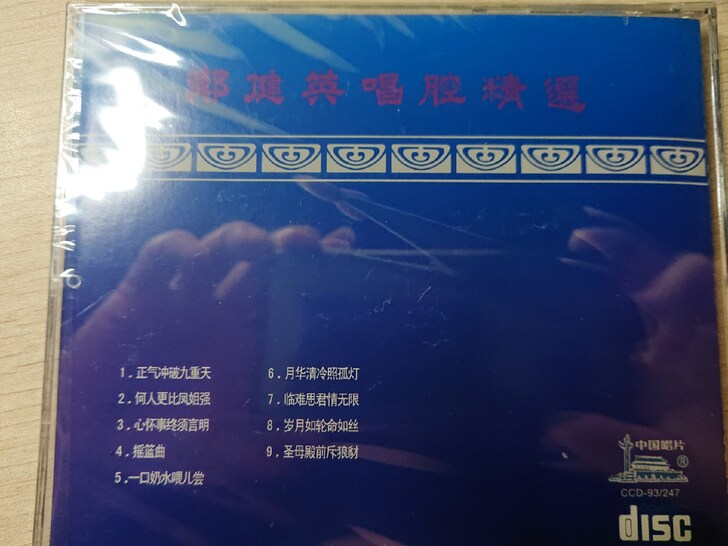 鄭健英唱腔精選
1.正气冲破九重天
2.何人更比凤妲强
3.心怀事终须言明
4.摇篮曲
5.一口奶水喂儿尝
6.月华清冷照孤灯
7.临难思君情无限
8.岁月如轮命如丝
9.圣母殿前斥狼豺
中国唱片
®
CCD-93/247
disc